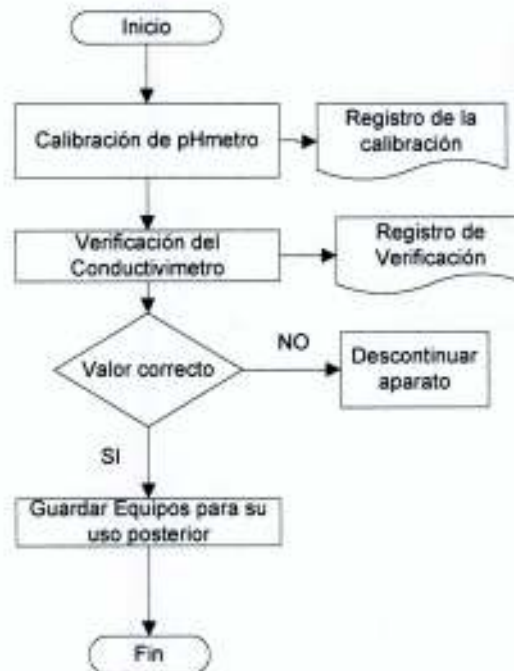 Inicio
Calibración de pHmetro
Registro de la
calibración
Verificación del
Conductivimetro
Registro de
Verificación
Valor correcto
NO
Descontinuar
aparato
SI
Guardar Equipos para su
uso posterior
Fin